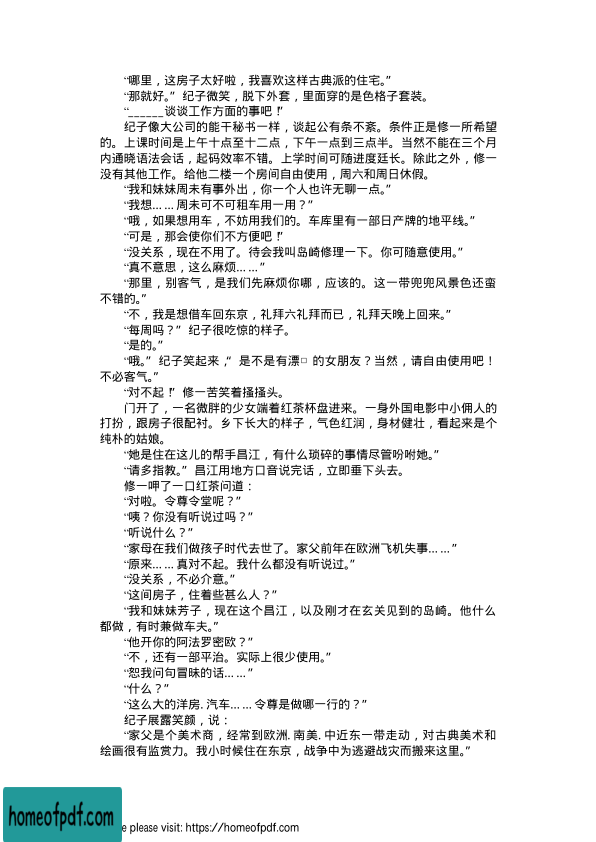 “哪里，这房子太好啦，我喜欢这样古典派的住宅。”
“那就好。”纪子微笑，脱下外套，里面穿的是色格子套装。
“______谈谈工作方面的事吧！”
纪子像大公司的能干秘书一样，谈起公有条不紊。条件正是修一所希望
的。上课时间是上午十点至十二点，下午一点到三点半。当然不能在三个月
内通晓语法会话，起码效率不错。上学时间可随进度廷长。除此之外，修一
没有其他工作。给他二楼一个房间自由使用，周六和周日休假。
“我和妹妹周未有事外出，你一个人也许无聊一点。”
“我想……周未可不可租车用一用？”
“哦，如果想用车，不妨用我们的。车库里有一部日产牌的地平线。”
“可是，那会使你们不方便吧！”
“没关系，现在不用了。待会我叫岛崎修理一下。你可随意使用。”
“真不意思，这么麻烦……”
“那里，别客气，是我们先麻烦你哪，应该的。这一带兜兜风景色还蛮
不错的。”
“不，我是想借车回东京，礼拜六礼拜而已，礼拜天晚上回来。”
“每周吗？”纪子很吃惊的样子。
“是的。”
“哦。”纪子笑起来，“是不是有漂□的女朋友？当然，请自由使用吧！
不必客气。”
“对不起！”修一苦笑着搔搔头。
门开了，一名微胖的少女端着红茶杯盘进来。一身外国电影中小佣人的
打扮，跟房子很配衬。乡下长大的样子，气色红润，身材健壮，看起来是个
纯朴的姑娘。
“她是住在这儿的帮手昌江，有什么琐碎的事情尽管吩咐她。”
“请多指教。”昌江用地方口音说完话，立即垂下头去。
修一呷了一口红茶问道：
“对啦。令尊令堂呢？”
“咦？你没有听说过吗？”
“听说什么？”
“家母在我们做孩子时代去世了。家父前年在欧洲飞机失事……”
“原来……真对不起。我什么都没有听说过。”
“没关系，不必介意。”
“这间房子，住着些甚么人？”
“我和妹妹芳子，现在这个昌江，以及刚才在玄关见到的岛崎。他什么
都做，有时兼做车夫。”
“他开你的阿法罗密欧？”
“不，还有一部平治。实际上很少使用。”
“恕我问句冒昧的话……”
“什么？”
“这么大的洋房.汽车……令尊是做哪一行的？”
纪子展露笑颜，说：
“家父是个美术商，经常到欧洲.南美.中近东一带走动，对古典美术和
绘画很有监赏力。我小时候住在东京，战争中为逃避战灾而搬来这里。”
homeofpdf.com
e please visit: https://homeofpdf.com